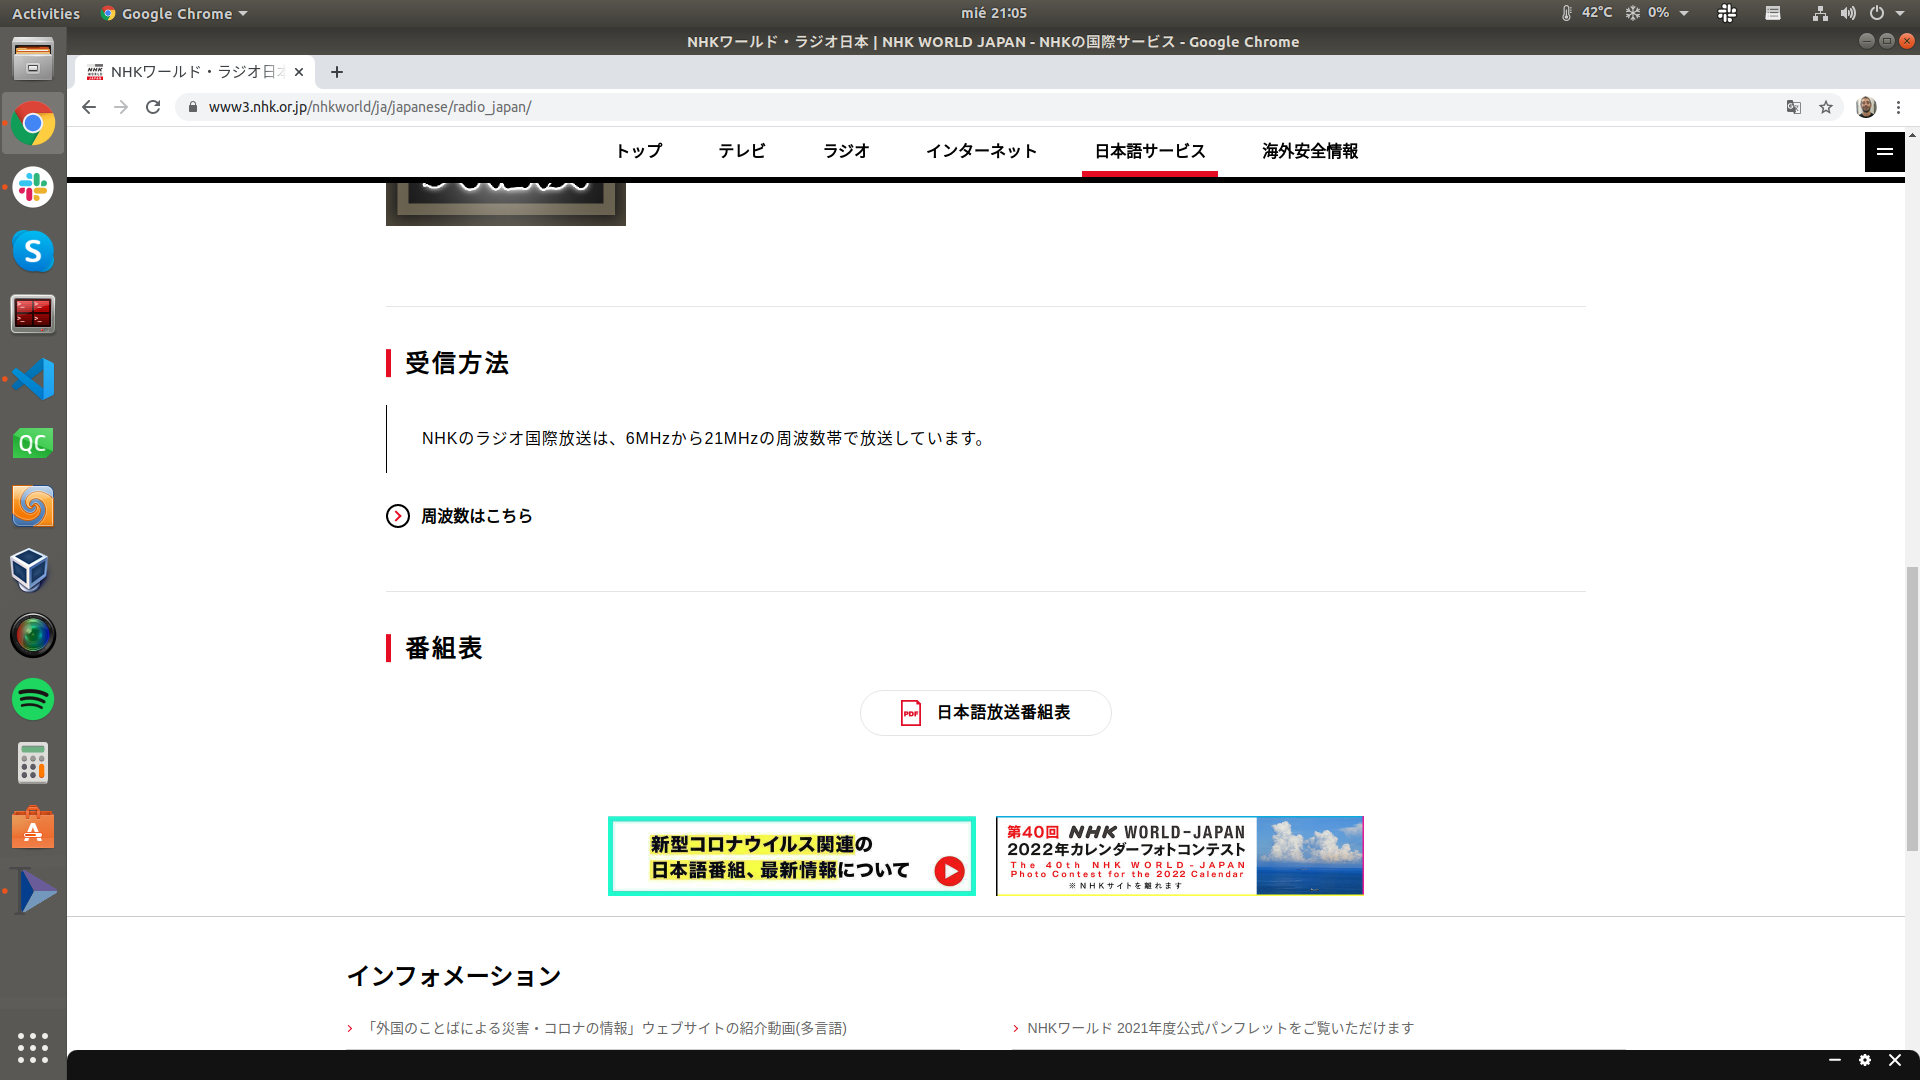 Activities Google Chrome mié 21:05 42°C 0%
NHKワールド・ラジオ日本 | NHK WORLD JAPAN - NHKの国際サービス - Google Chrome
NHKワールド・ラジオ日本
www3.nhk.or.jp/nhkworld/ja/japanese/radio_japan/
トップ テレビ ラジオ インターネット 日本語サービス 海外安全情報
受信方法
NHKのラジオ国際放送は、6MHzから21MHzの周波数帯で放送しています。
周波数はこちら
番組表
PDF 日本語放送番組表
新型コロナウイルス関連の
日本語番組、最新情報について
第40回 NHK WORLD-JAPAN
2022年カレンダーフォトコンテスト
The 40th NHK WORLD-JAPAN
Photo Contest for the 2022 Calendar
※NHKサイトを離れます
インフォメーション
「外国のことばによる災害・コロナの情報」ウェブサイトの紹介動画(多言語)
NHKワールド 2021年度公式パンフレットをご覧いただけます
QC